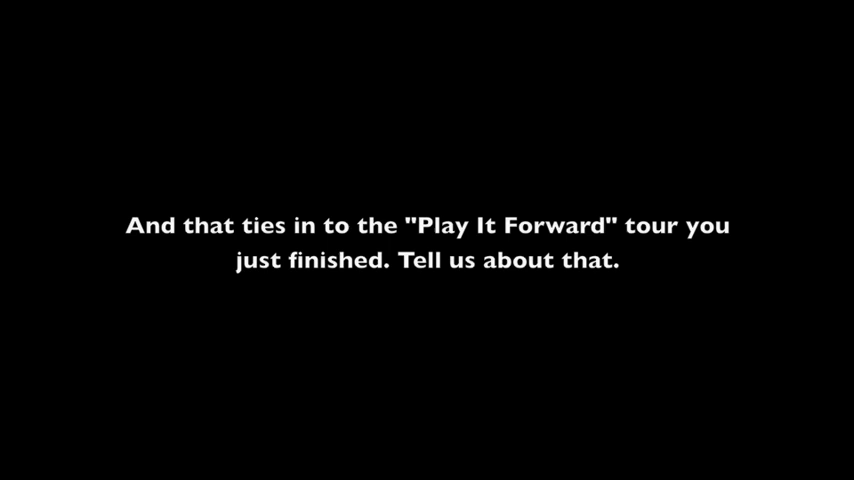 And that ties in to the "Play It Forward" tour you
just finished. Tell us about that.